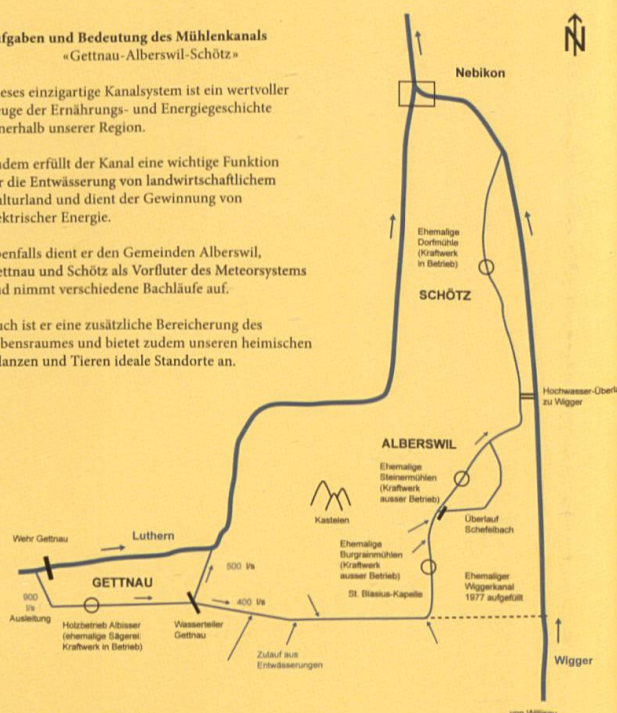 fgaben und Bedeutung des Mühlenkanals
«Gettnau-Alberswil-Schötz»
eses einzigartige Kanalsystem ist ein wertvoller
uge der Ernährungs- und Energiegeschichte
nerhalb unserer Region.
dem erfüllt der Kanal eine wichtige Funktion
r die Entwässerung von landwirtschaftlichem
lturland und dient der Gewinnung von
ektrischer Energie.
enfalls dient er den Gemeinden Alberswil,
ettnau und Schötz als Vorfluter des Meteorsystems
d nimmt verschiedene Bachläufe auf.
ch ist er eine zusätzliche Bereicherung des
bensraumes und bietet zudem unseren heimischen
lanzen und Tieren ideale Standorte an.
N
Nebikon
Ehemalige
Dorfmühle
(Kraftwerk
in Betrieb)
SCHÖTZ
Hochwasser-Überla
zu Wigger
ALBERSWIL
Ehemalige
Steinermühlen
(Kraftwerk
ausser Betrieb)
Kastelen
Überlauf
Schefelbach
Wehr Gettnau
Luthern
Ehemalige
Burgrainmühlen
(Kraftwerk
ausser Betrieb)
500 l/s
GETTNAU
St. Blasius-Kapelle
Ehemaliger
Wiggerkanal
1977 aufgefüllt
900
l/s
Ausleitung
400 l/s
Holzbetrieb Albisser
(ehemalige Sägerei:
Kraftwerk in Betrieb)
Wasserteiler
Gettnau
Zulauf aus
Entwässerungen
Wigger